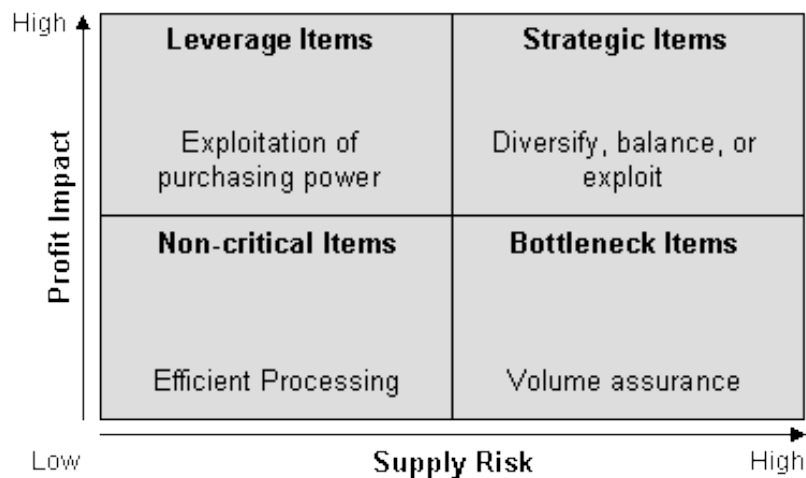 High
Leverage Items
Strategic Items
Exploitation of
purchasing power
Diversify, balance, or
exploit
Profit Impact
Non-critical Items
Bottleneck Items
Efficient Processing
Volume assurance
Low
Supply Risk
High